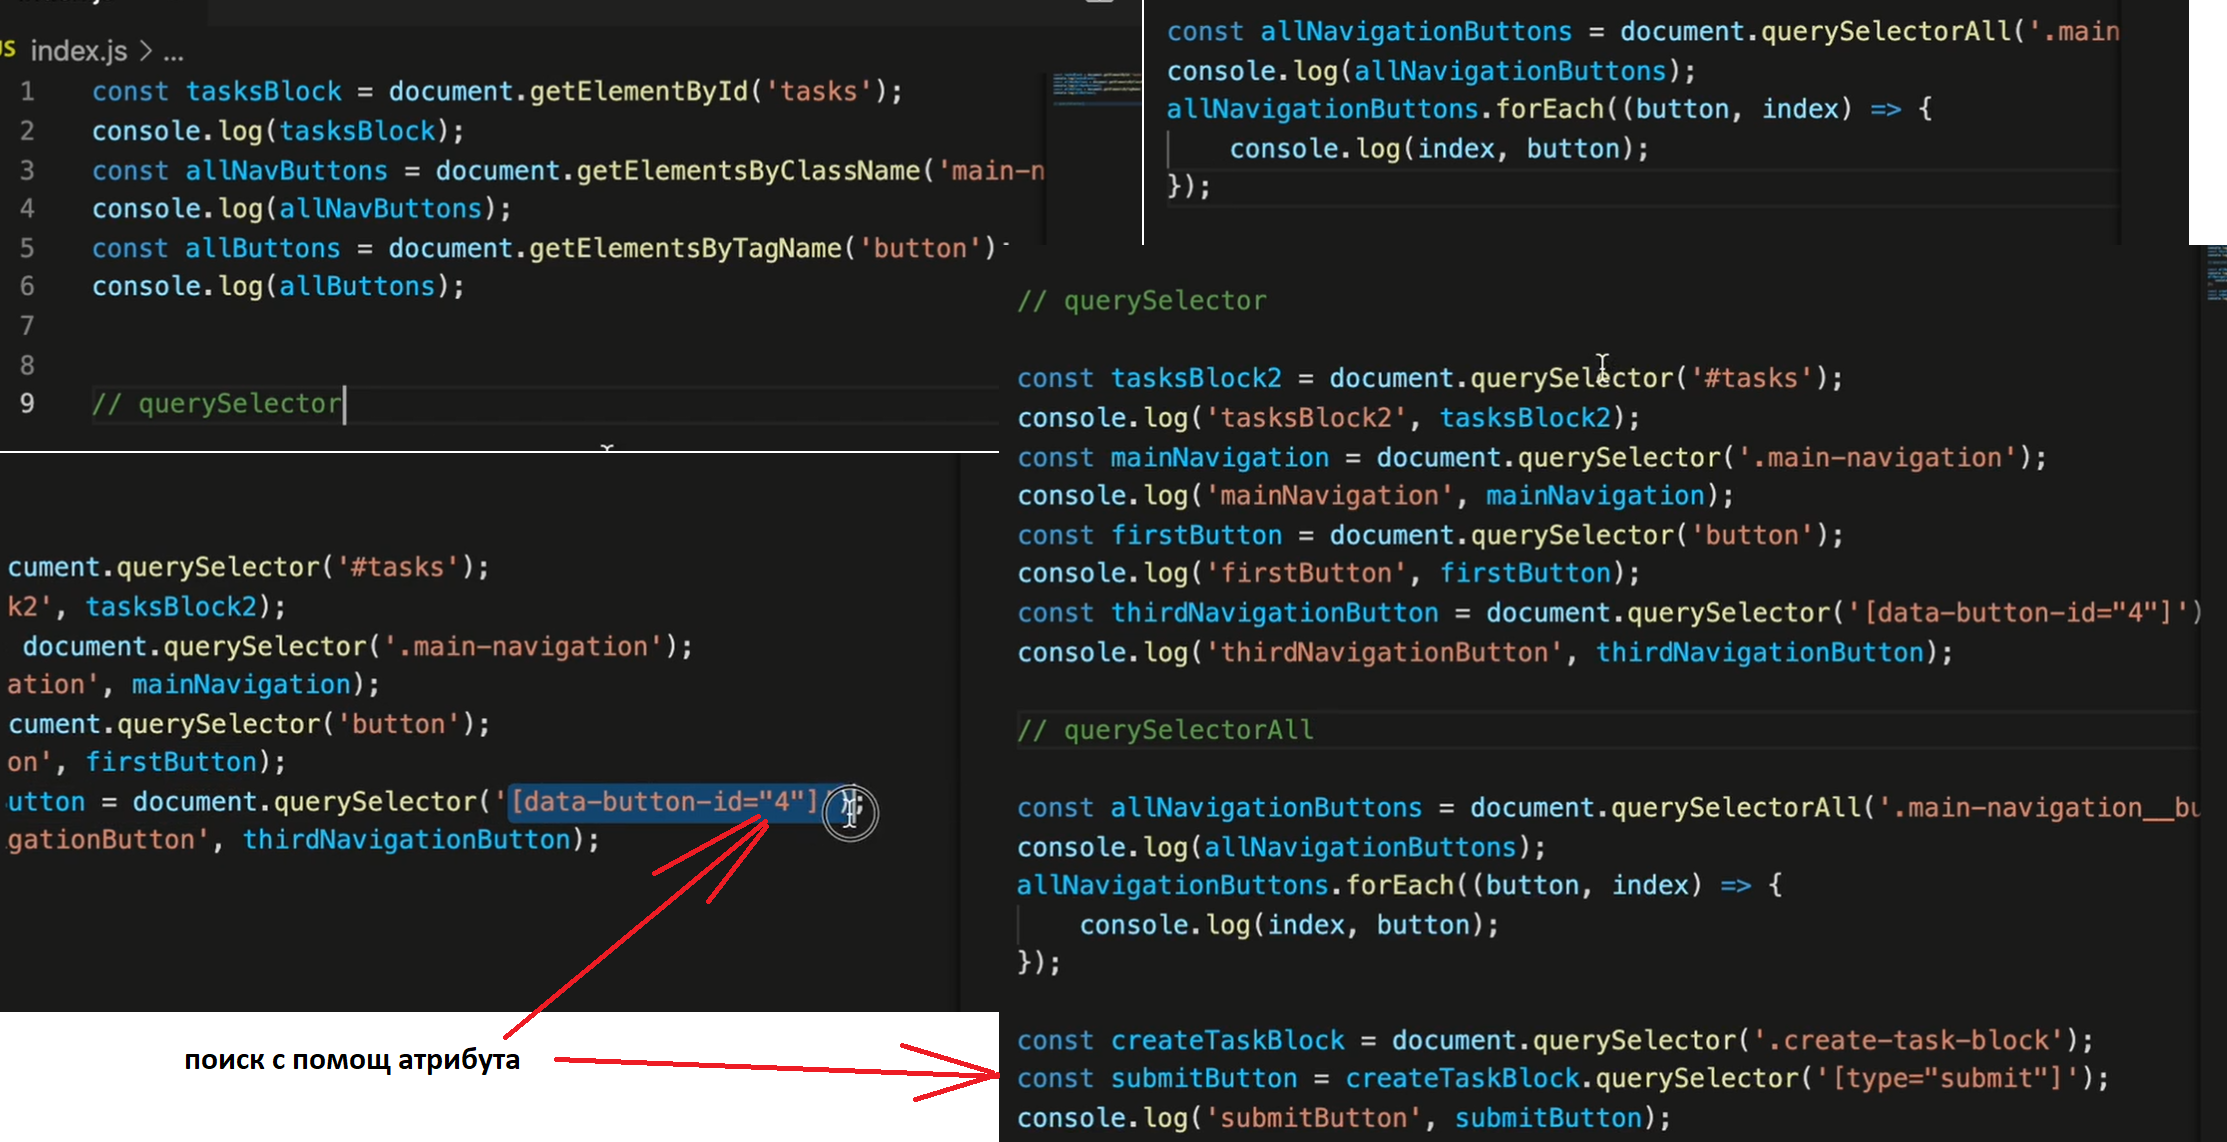 index.js > ...
1 const tasksBlock = document.getElementById('tasks');
2 console.log(tasksBlock);
3 const allNavButtons = document.getElementsByClassName('main-n
4 console.log(allNavButtons);
5 const allButtons = document.getElementsByTagName('button')
6 console.log(allButtons);
7
8
9 // querySelector
const allNavigationButtons = document.querySelectorAll('.main
console.log(allNavigationButtons);
allNavigationButtons.forEach((button, index) => {
console.log(index, button);
});
cument.querySelector('#tasks');
k2', tasksBlock2);
document.querySelector('.main-navigation');
ation', mainNavigation);
cument.querySelector('button');
on', firstButton);
utton = document.querySelector('[data-button-id="4"]');
gationButton', thirdNavigationButton);
поиск с помощ атрибута
// querySelector
const tasksBlock2 = document.querySelector('#tasks');
console.log('tasksBlock2', tasksBlock2);
const mainNavigation = document.querySelector('.main-navigation');
console.log('mainNavigation', mainNavigation);
const firstButton = document.querySelector('button');
console.log('firstButton', firstButton);
const thirdNavigationButton = document.querySelector('[data-button-id="4"]')
console.log('thirdNavigationButton', thirdNavigationButton);
// querySelectorAll
const allNavigationButtons = document.querySelectorAll('.main-navigation__bu
console.log(allNavigationButtons);
allNavigationButtons.forEach((button, index) => {
console.log(index, button);
});
const createTaskBlock = document.querySelector('.create-task-block');
const submitButton = createTaskBlock.querySelector('[type="submit"]');
console.log('submitButton', submitButton);